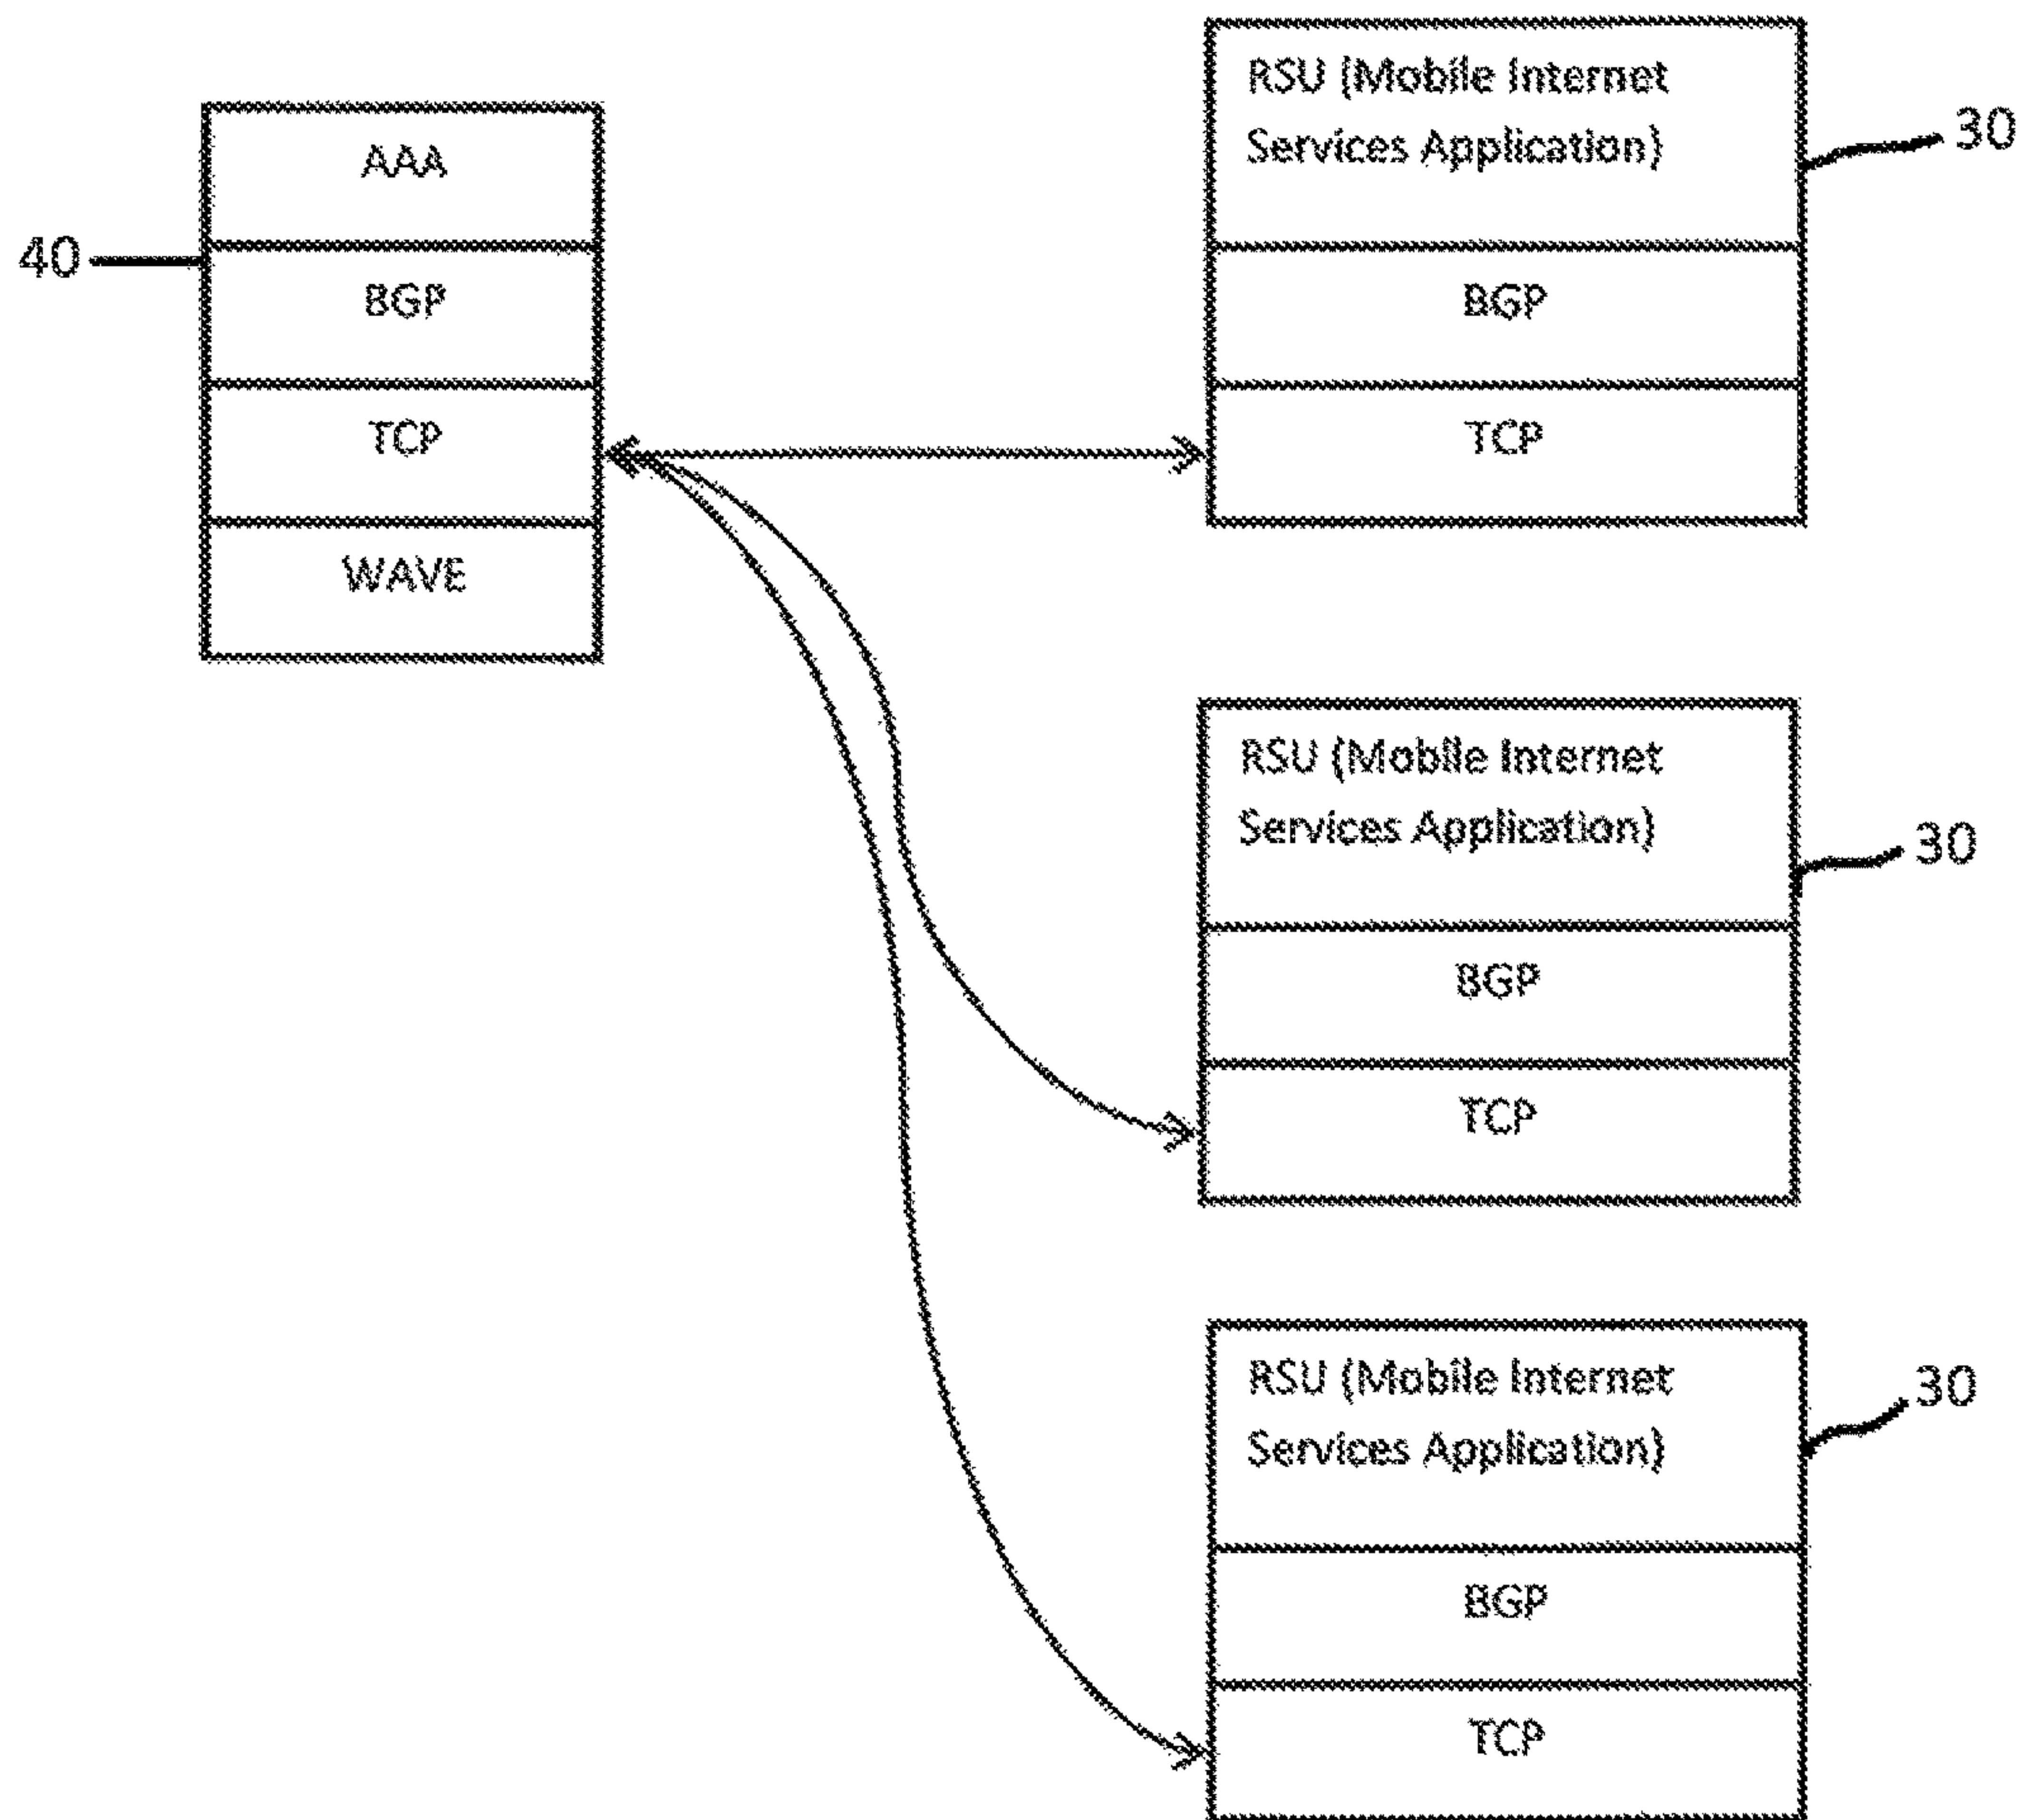 40
AAA
BGP
TCP
WAVE
RSU (Mobile Internet
Services Application)
BGP
TCP
30
RSU (Mobile Internet
Services Application)
BGP
TCP
30
RSU (Mobile Internet
Services Application)
BGP
TCP
30